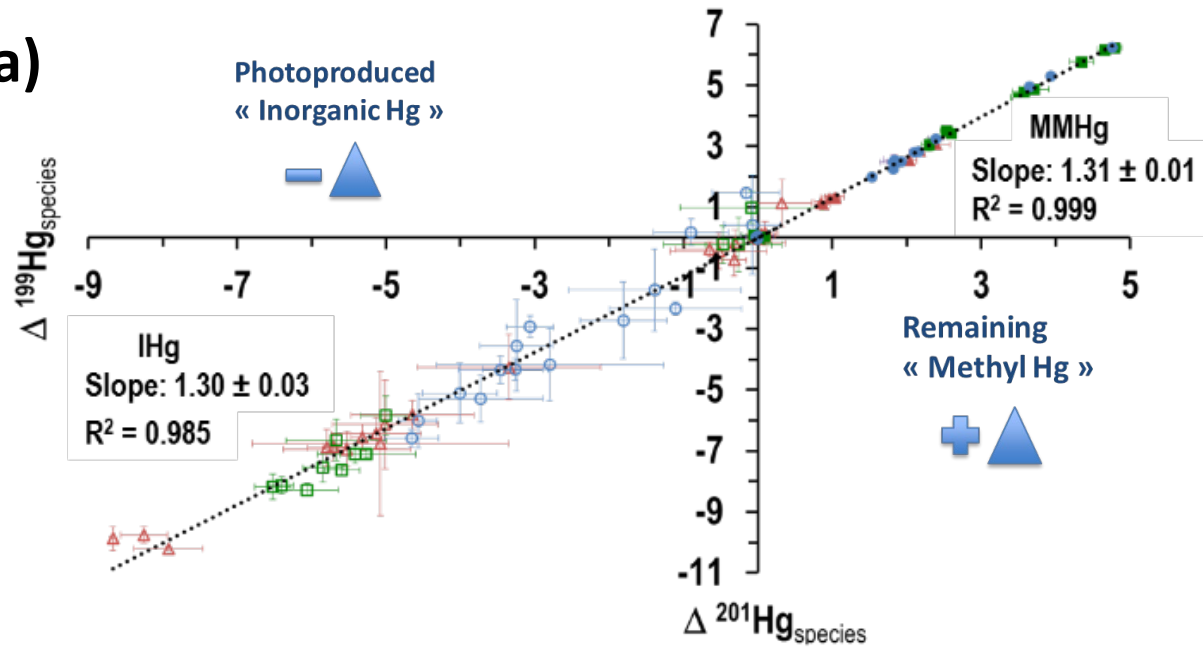 a)
Photoproduced
« Inorganic Hg »
7
5
3
1
-1
-3
-5
-7
-9
-11
Δ ¹⁹⁹Hgspecies
MMHg
Slope: 1.31 ± 0.01
R² = 0.999
-9 -7 -5 -3 -1 1 3 5
IHg
Slope: 1.30 ± 0.03
R² = 0.985
Remaining
« Methyl Hg »
Δ ²⁰¹Hgspecies